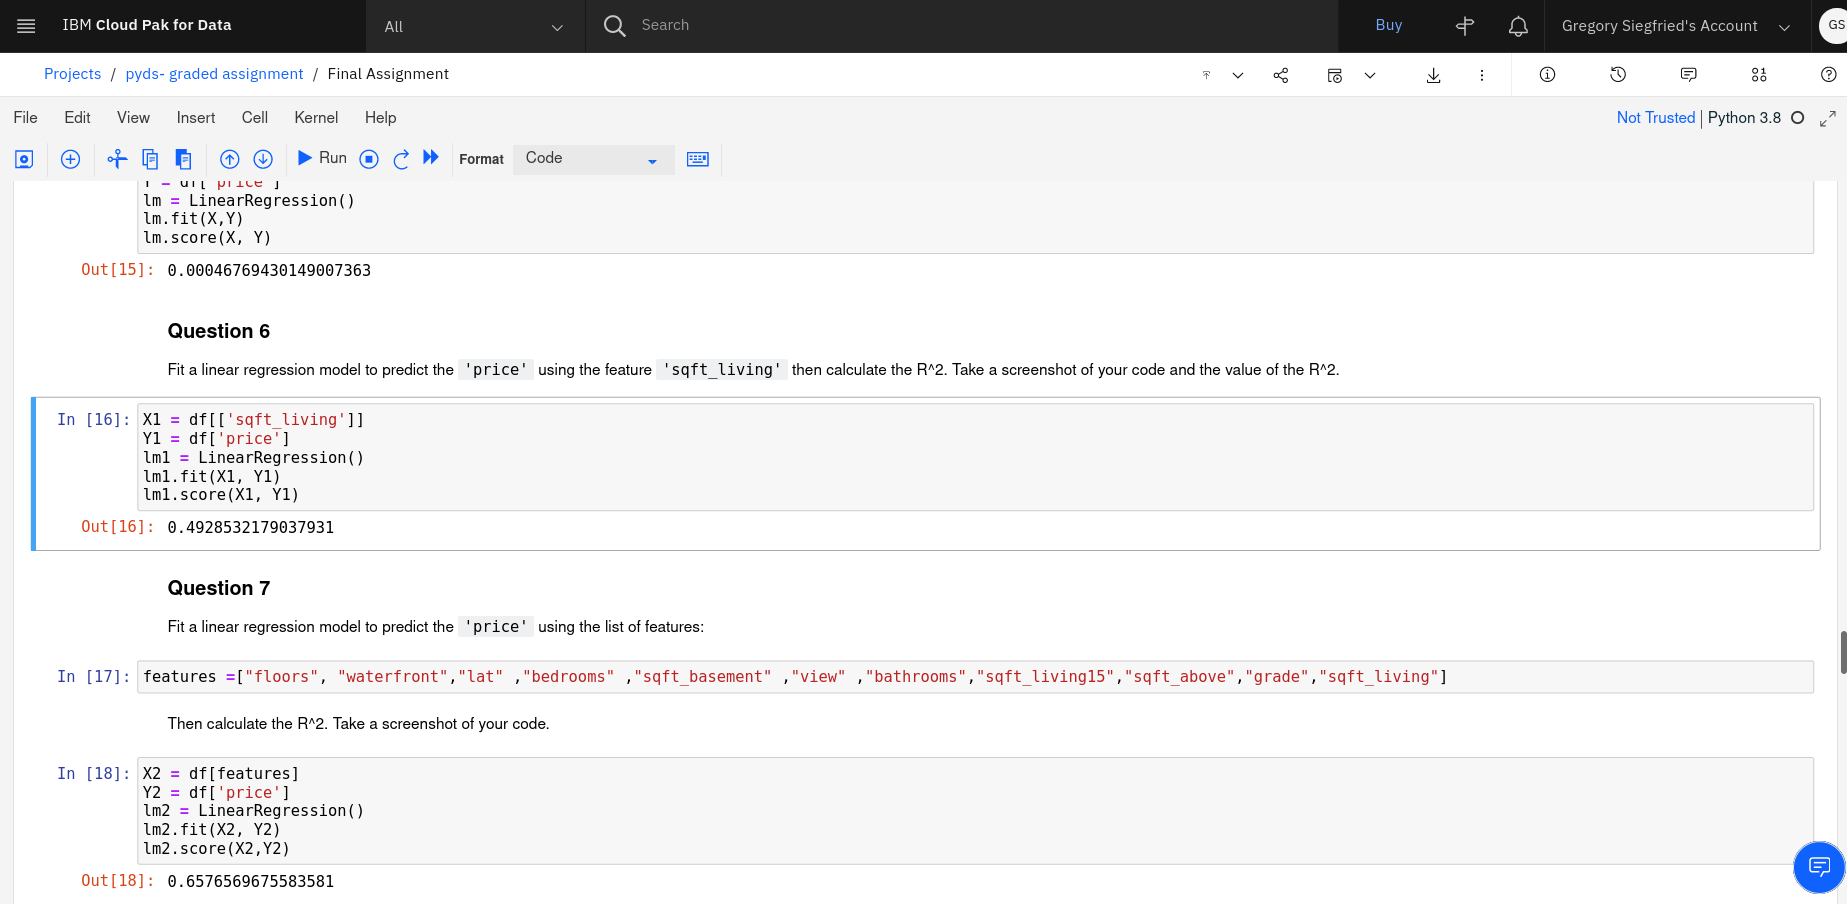 IBM Cloud Pak for Data
All
Search
Buy
Gregory Siegfried's Account
GS
Projects / pyds- graded assignment / Final Assignment
File Edit View Insert Cell Kernel Help
Not Trusted | Python 3.8
Run
Format
Code
Y = df['price']
lm = LinearRegression()
lm.fit(X,Y)
lm.score(X, Y)
Out[15]: 0.00046769430149007363
Question 6
Fit a linear regression model to predict the 'price' using the feature 'sqft_living' then calculate the R^2. Take a screenshot of your code and the value of the R^2.
In [16]: X1 = df[['sqft_living']]
Y1 = df['price']
lm1 = LinearRegression()
lm1.fit(X1, Y1)
lm1.score(X1, Y1)
Out[16]: 0.4928532179037931
Question 7
Fit a linear regression model to predict the 'price' using the list of features:
In [17]: features =["floors", "waterfront","lat" ,"bedrooms" ,"sqft_basement" ,"view" ,"bathrooms","sqft_living15","sqft_above","grade","sqft_living"]
Then calculate the R^2. Take a screenshot of your code.
In [18]: X2 = df[features]
Y2 = df['price']
lm2 = LinearRegression()
lm2.fit(X2, Y2)
lm2.score(X2,Y2)
Out[18]: 0.6576569675583581